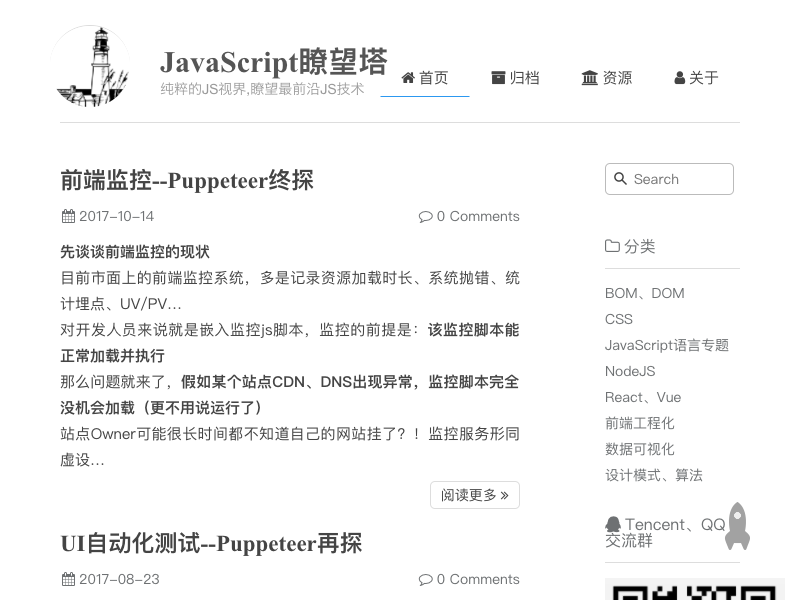 JavaScript瞭望塔
纯粹的JS视界,瞭望最前沿JS技术
首页
归档
资源
关于
前端监控--Puppeteer终探
2017-10-14
0 Comments
先谈谈前端监控的现状
目前市面上的前端监控系统，多是记录资源加载时长、系统抛错、统
计埋点、UV/PV…
对开发人员来说就是嵌入监控js脚本，监控的前提是：该监控脚本能
正常加载并执行
那么问题就来了，假如某个站点CDN、DNS出现异常，监控脚本完全
没机会加载（更不用说运行了）
站点Owner可能很长时间都不知道自己的网站挂了？！监控服务形同
虚设…
阅读更多 »
UI自动化测试--Puppeteer再探
2017-08-23
0 Comments
Search
分类
BOM、DOM
CSS
JavaScript语言专题
NodeJS
React、Vue
前端工程化
数据可视化
设计模式、算法
Tencent、QQ
交流群